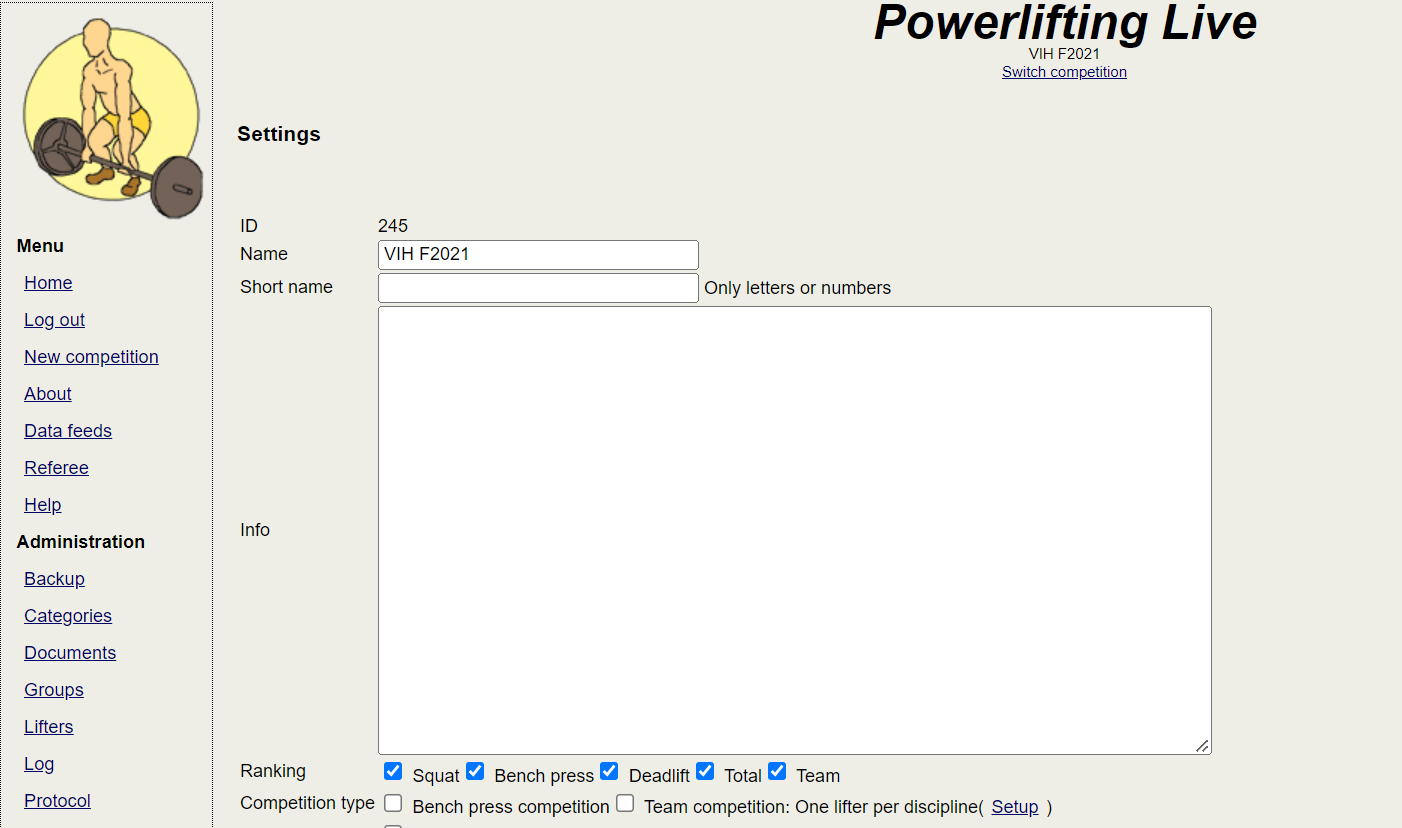 Powerlifting Live
VIH F2021
Switch competition
Menu
Home
Log out
New competition
About
Data feeds
Referee
Help
Administration
Backup
Categories
Documents
Groups
Lifters
Log
Protocol
Settings
ID 245
Name VIH F2021
Short name Only letters or numbers
Info
Ranking Squat Bench press Deadlift Total Team
Competition type Bench press competition Team competition: One lifter per discipline( Setup )